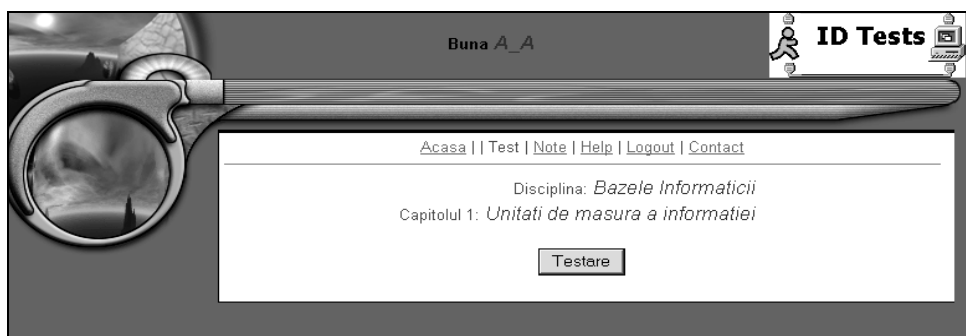 Buna A_A
ID Tests
Acasa | | Test | Note | Help | Logout | Contact
Disciplina: Bazele Informaticii
Capitolul 1: Unitati de masura a informatiei
Testare